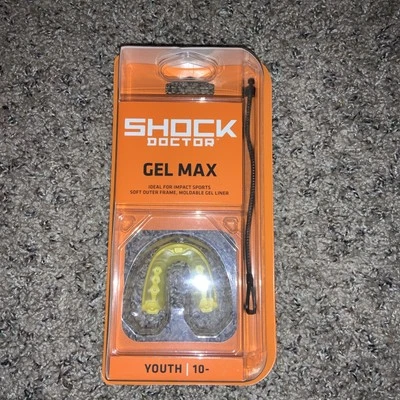 SHOCK
DOCTOR
GEL MAX
IDEAL FOR IMPACT SPORTS
SOFT OUTER FRAME, MOLDABLE GEL LINER
YOUTH | 10-